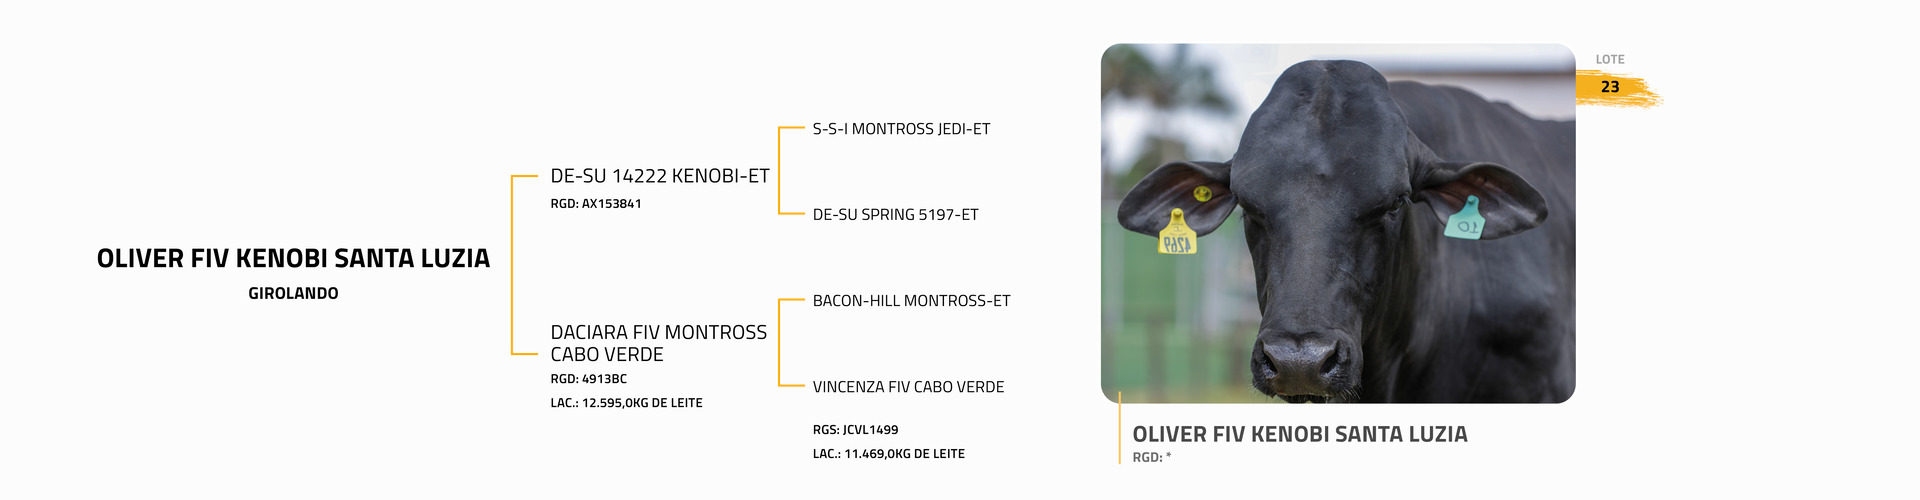 OLIVER FIV KENOBI SANTA LUZIA
GIROLANDO
DE-SU 14222 KENOBI-ET
RGD: AX153841
DACIARA FIV MONTROSS
CABO VERDE
RGD: 4913BC
LAC.: 12.595,0KG DE LEITE
S-S-I MONTROSS JEDI-ET
DE-SU SPRING 5197-ET
BACON-HILL MONTROSS-ET
VINCENZA FIV CABO VERDE
RGS: JCVL1499
LAC.: 11.469,0KG DE LEITE
LOTE
23
4269
10
OLIVER FIV KENOBI SANTA LUZIA
RGD: *